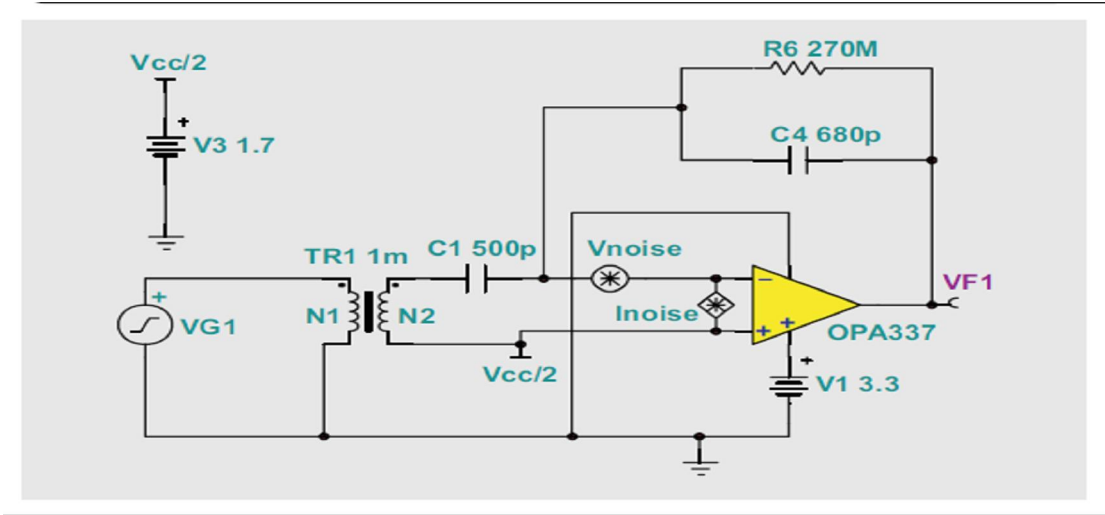 R6 270M
Vcc/2
+
V3 1.7
C4 680p
TR1 1m
C1 500p
Vnoise
VF1
+
VG1
N1
N2
Inoise
−
+
+
OPA337
Vcc/2
+
V1 3.3